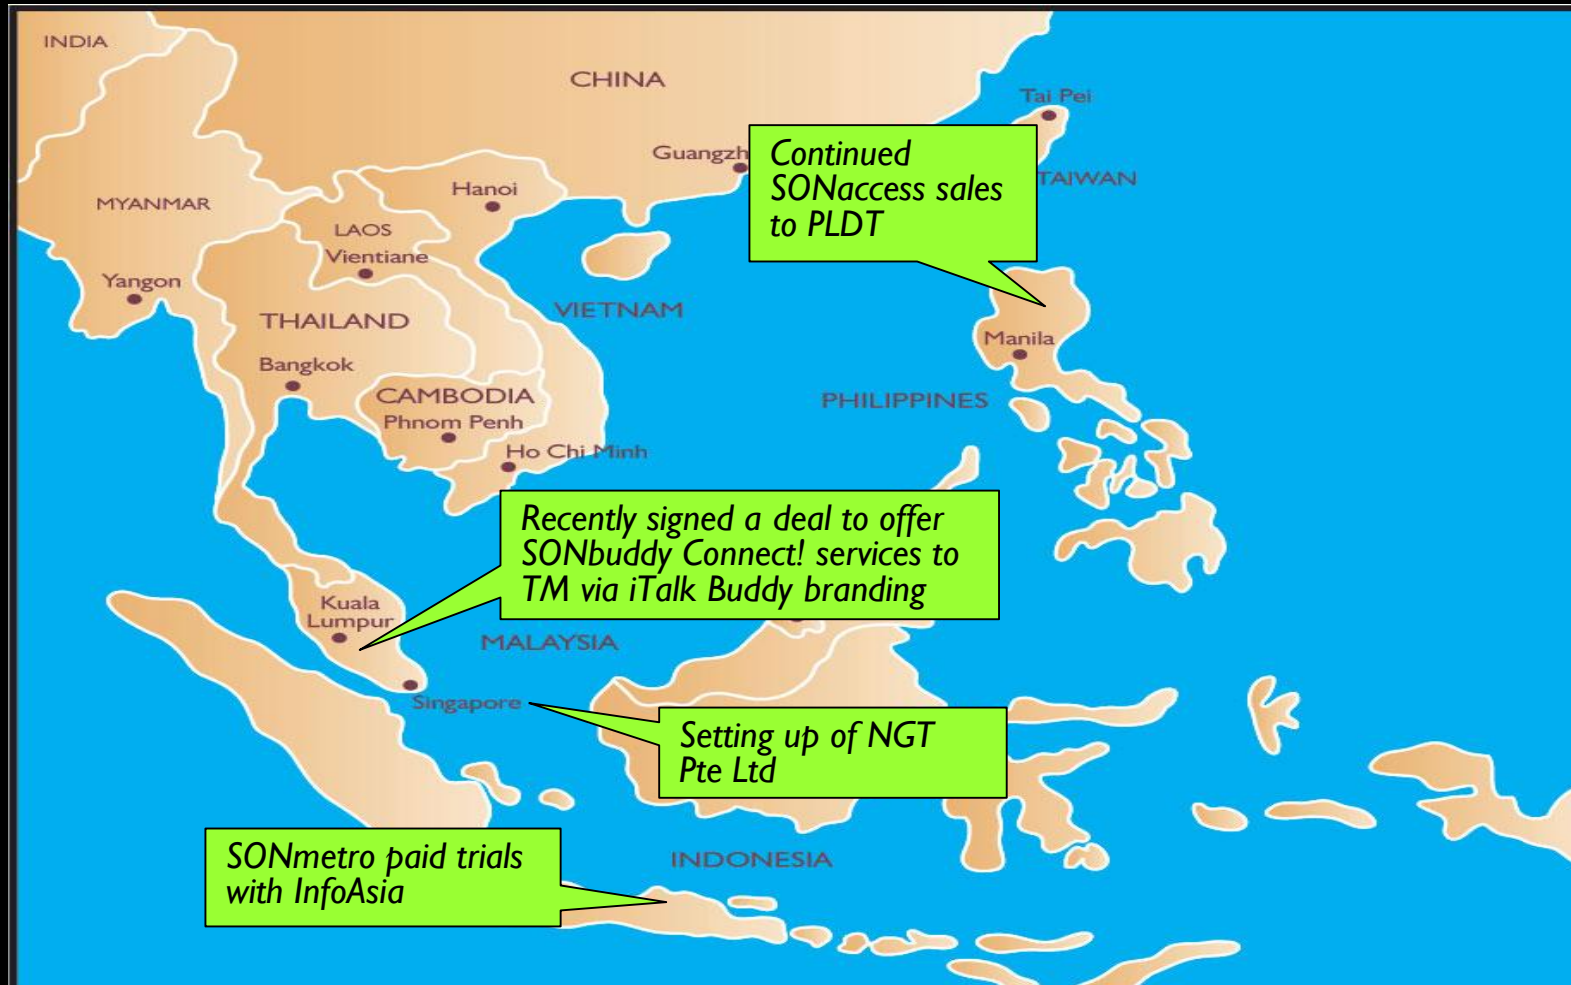 INDIA
CHINA
Tai Pei
Guangzh
Continued
SONaccess sales
to PLDT
TAIWAN
Hanoi
MYANMAR
LAOS
Vientiane
Yangon
VIETNAM
THAILAND
Manila
Bangkok
CAMBODIA
PHILIPPINES
Phnom Penh
Ho Chi Minh
Recently signed a deal to offer
SONbuddy Connect! services to
TM via iTalk Buddy branding
Kuala
Lumpur
MALAYSIA
Singapore
Setting up of NGT
Pte Ltd
SONmetro paid trials
with InfoAsia
INDONESIA